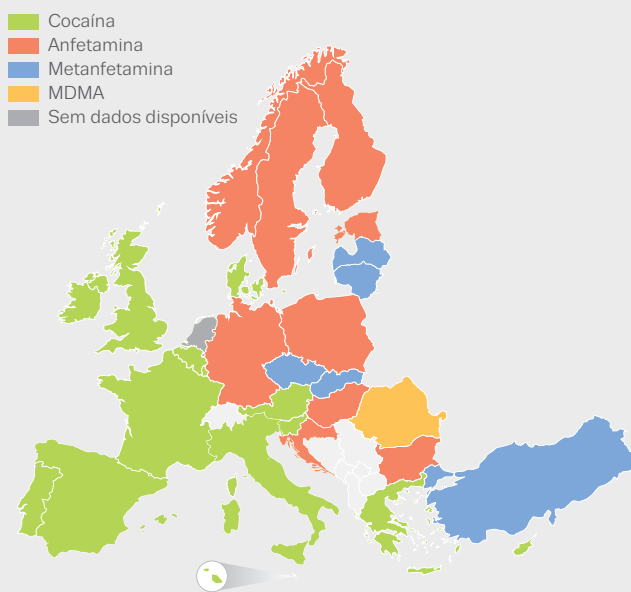 Cocaína
Anfetamina
Metanfetamina
MDMA
Sem dados disponíveis